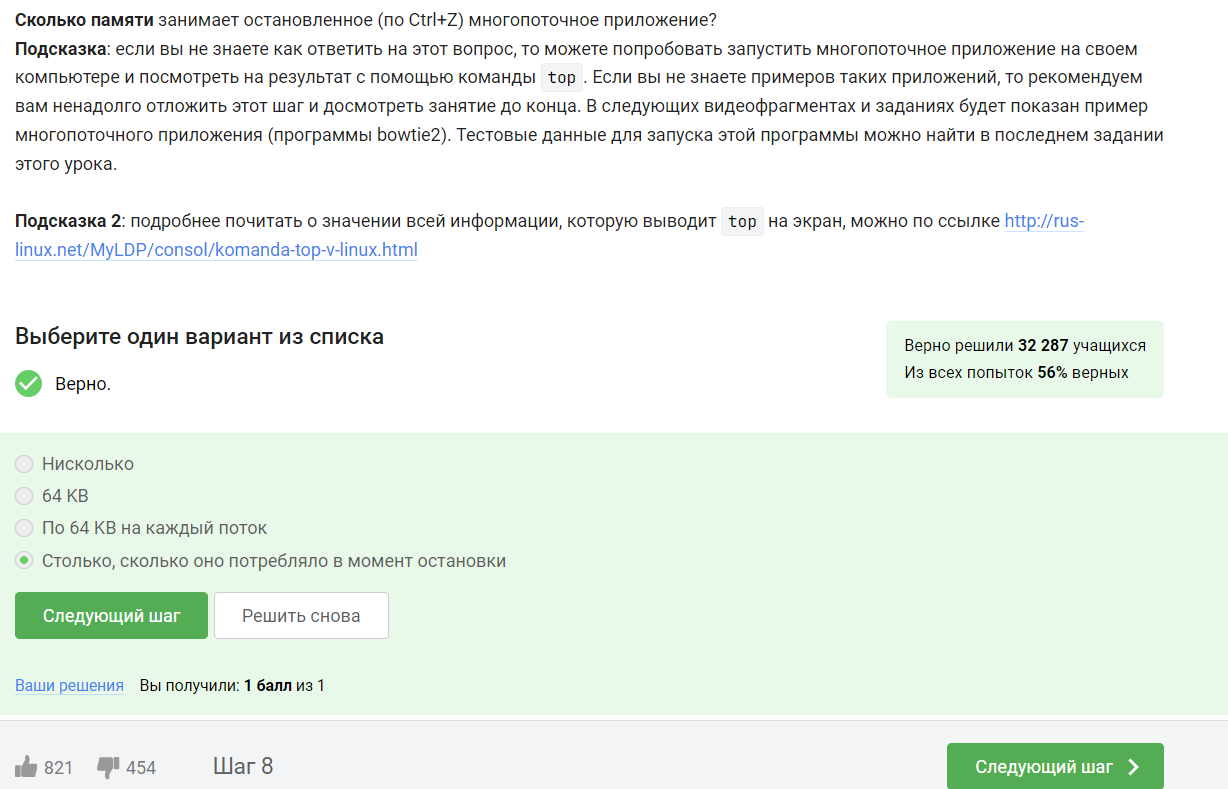 Сколько памяти занимает остановленное (по Ctrl+Z) многопоточное приложение?
Подсказка: если вы не знаете как ответить на этот вопрос, то можете попробовать запустить многопоточное приложение на своем
компьютере и посмотреть на результат с помощью команды top. Если вы не знаете примеров таких приложений, то рекомендуем
вам ненадолго отложить этот шаг и досмотреть занятие до конца. В следующих видеофрагментах и заданиях будет показан пример
многопоточного приложения (программы bowtie2). Тестовые данные для запуска этой программы можно найти в последнем задании
этого урока.
Подсказка 2: подробнее почитать о значении всей информации, которую выводит top на экран, можно по ссылке http://rus-
linux.net/MyLDP/consol/komanda-top-v-linux.html
Выберите один вариант из списка
Верно.
Верно решили 32 287 учащихся
Из всех попыток 56% верных
Нисколько
64 KB
По 64 KB на каждый поток
Столько, сколько оно потребляло в момент остановки
Следующий шаг Решить снова
Ваши решения Вы получили: 1 балл из 1
821 454 Шаг 8 Следующий шаг